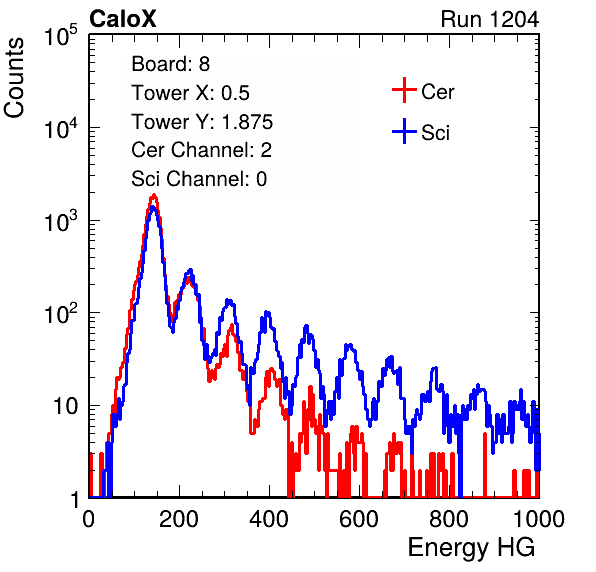 CaloX Run 1204
Counts
Board: 8
Tower X: 0.5
Tower Y: 1.875
Cer Channel: 2
Sci Channel: 0
Cer
Sci
10^5
10^4
10^3
10^2
10
1
0 200 400 600 800 1000
Energy HG